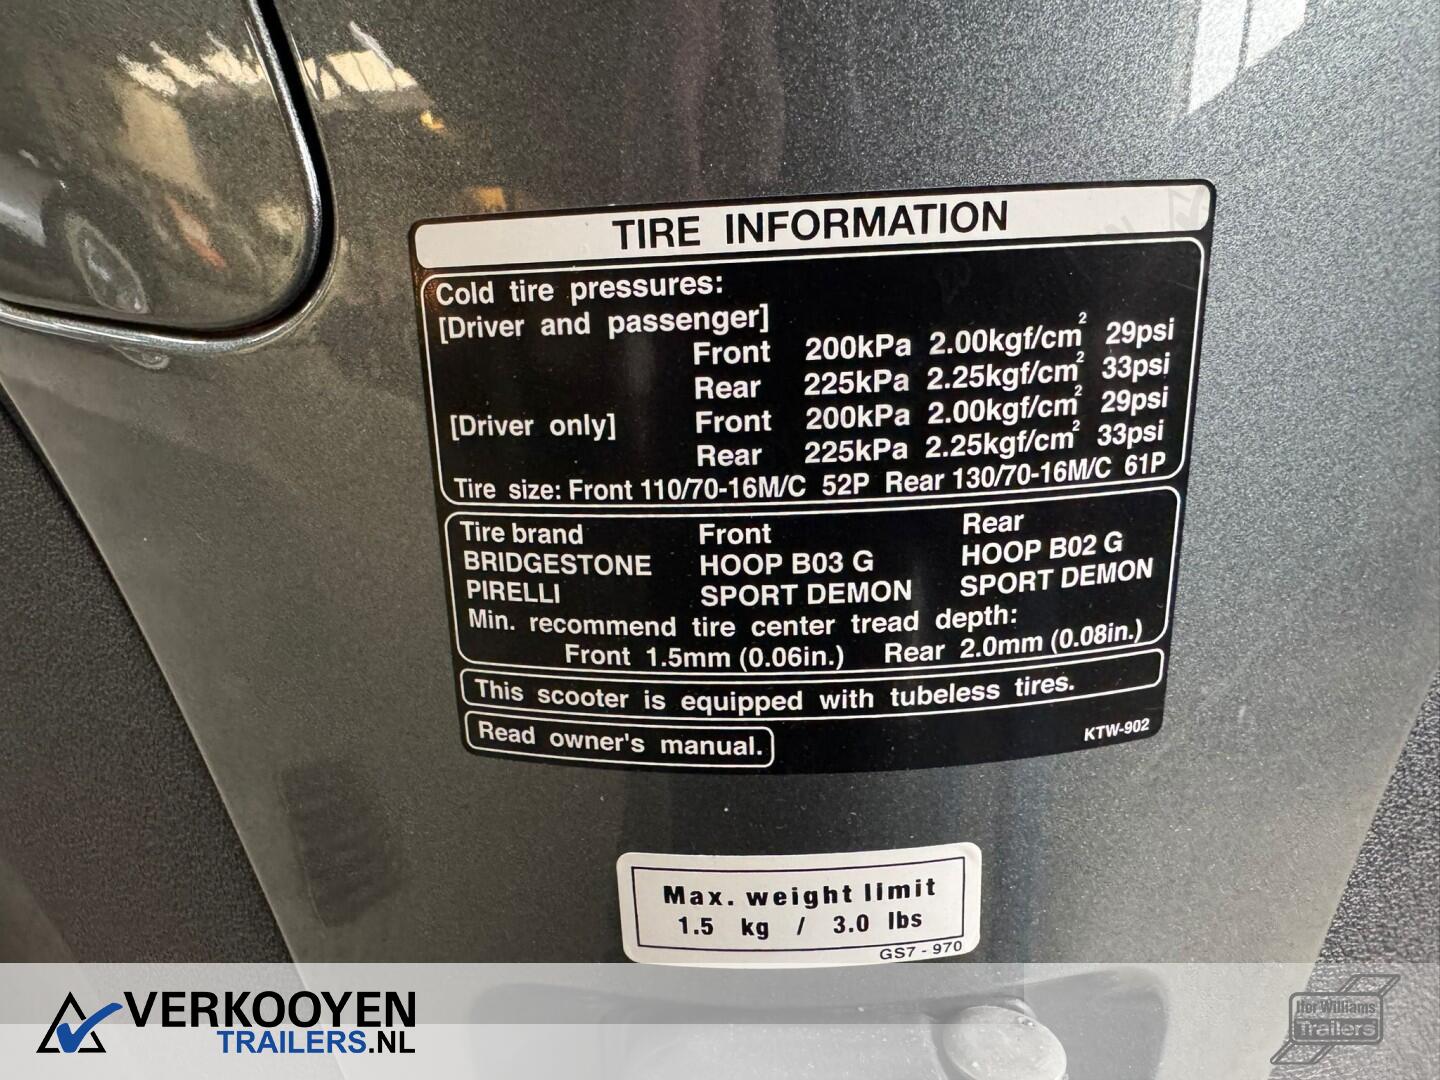 TIRE INFORMATION
Cold tire pressures:
[Driver and passenger]
Front 200kPa 2.00kgf/cm² 29psi
Rear 225kPa 2.25kgf/cm² 33psi
[Driver only] Front 200kPa 2.00kgf/cm² 29psi
Rear 225kPa 2.25kgf/cm² 33psi
Tire size: Front 110/70-16M/C 52P Rear 130/70-16M/C 61P
Tire brand Front Rear
BRIDGESTONE HOOP B03 G HOOP B02 G
PIRELLI SPORT DEMON SPORT DEMON
Min. recommend tire center tread depth:
Front 1.5mm (0.06in.) Rear 2.0mm (0.08in.)
This scooter is equipped with tubeless tires.
Read owner's manual.
KTW-902
Max. weight limit
1.5 kg / 3.0 lbs
GS7 - 970
VERKOOYEN
TRAILERS.NL
Ifor Williams
Trailers